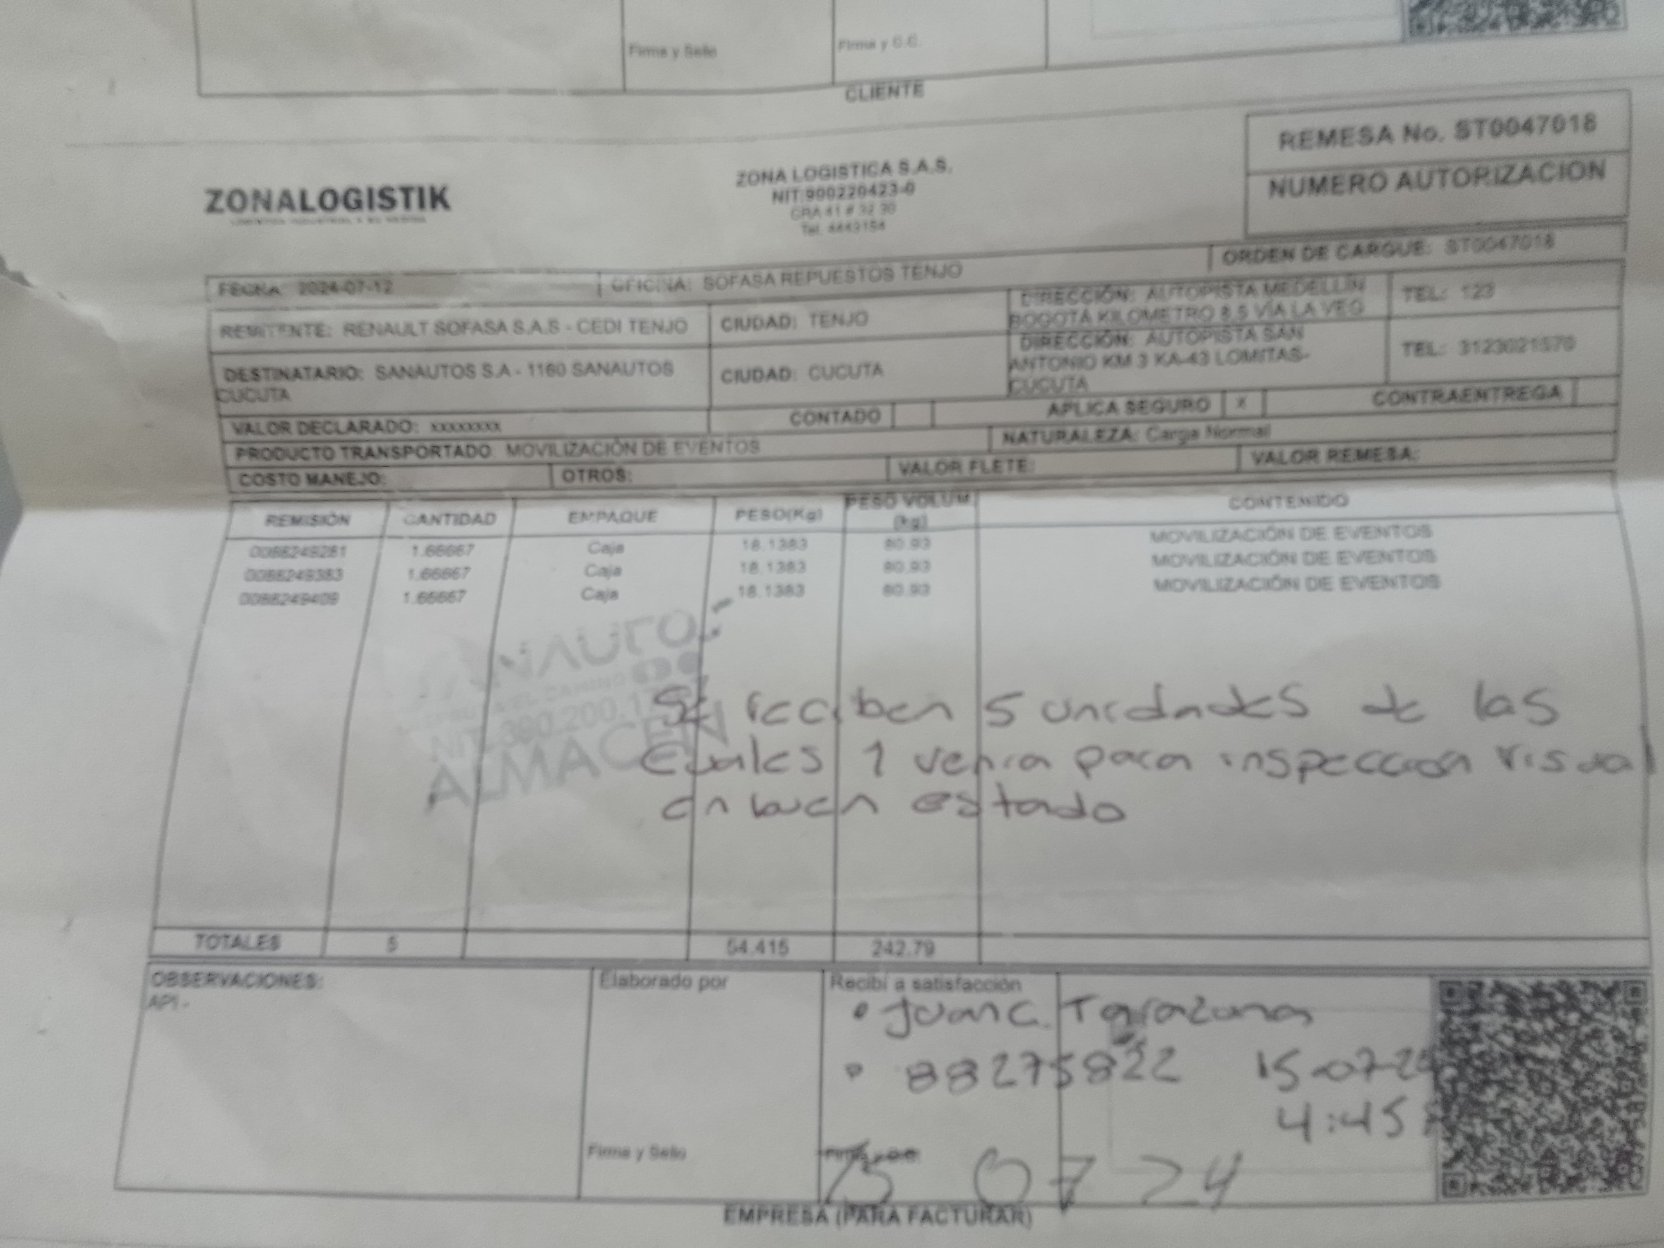 Firma y Sello
Firma y C.C.
CLIENTE
REMESA No. ST0047018
NUMERO AUTORIZACION
ZONALOGISTIK
ZONA LOGISTICA S.A.S.
NIT:900220423-0
Tel. 4442154
ORDEN DE CARGUE: ST0047018
FECHA: 2024-07-12
OFICINA: SOFASA REPUESTOS TENJO
REMITENTE: RENAULT SOFASA S.A.S - CEDI TENJO
CIUDAD: TENJO
DIRECCIÓN: AUTOPISTA MEDELLIN
BOGOTÁ KILOMETRO 8.5 VÍA LA VEG
TEL: 123
DESTINATARIO: SANAUTOS S.A - 1160 SANAUTOS
CUCUTA
CIUDAD: CUCUTA
DIRECCIÓN: AUTOPISTA SAN
ANTONIO KM 3 KA-43 LOMITAS-
CÚCUTA
TEL: 3123021570
VALOR DECLARADO: xxxxxxxx
CONTADO
APLICA SEGURO x
CONTRAENTREGA
PRODUCTO TRANSPORTADO MOVILIZACIÓN DE EVENTOS
NATURALEZA: Carga Normal
COSTO MANEJO:
OTROS:
VALOR FLETE:
VALOR REMESA:
REMISIÓN CANTIDAD EMPAQUE PESO(Kg) PESO VOLUM (kg) CONTENIDO
0088249281 1.66667 Caja 18.1383 80.93 MOVILIZACIÓN DE EVENTOS
0088249383 1.66667 Caja 18.1383 80.93 MOVILIZACIÓN DE EVENTOS
0088249409 1.66667 Caja 18.1383 80.93 MOVILIZACIÓN DE EVENTOS
ALMACEN
Se reciben 5 unidades de las
cuales 1 venia para inspeccion visual
en buen estado
TOTALES 5 54.415 242.79
OBSERVACIONES:
API -
Elaborado por
Recibí a satisfacción
Juan C. Tarazona
88275822 15-07-24
4:45
Firma y Sello
15 07 24
EMPRESA (PARA FACTURAR)